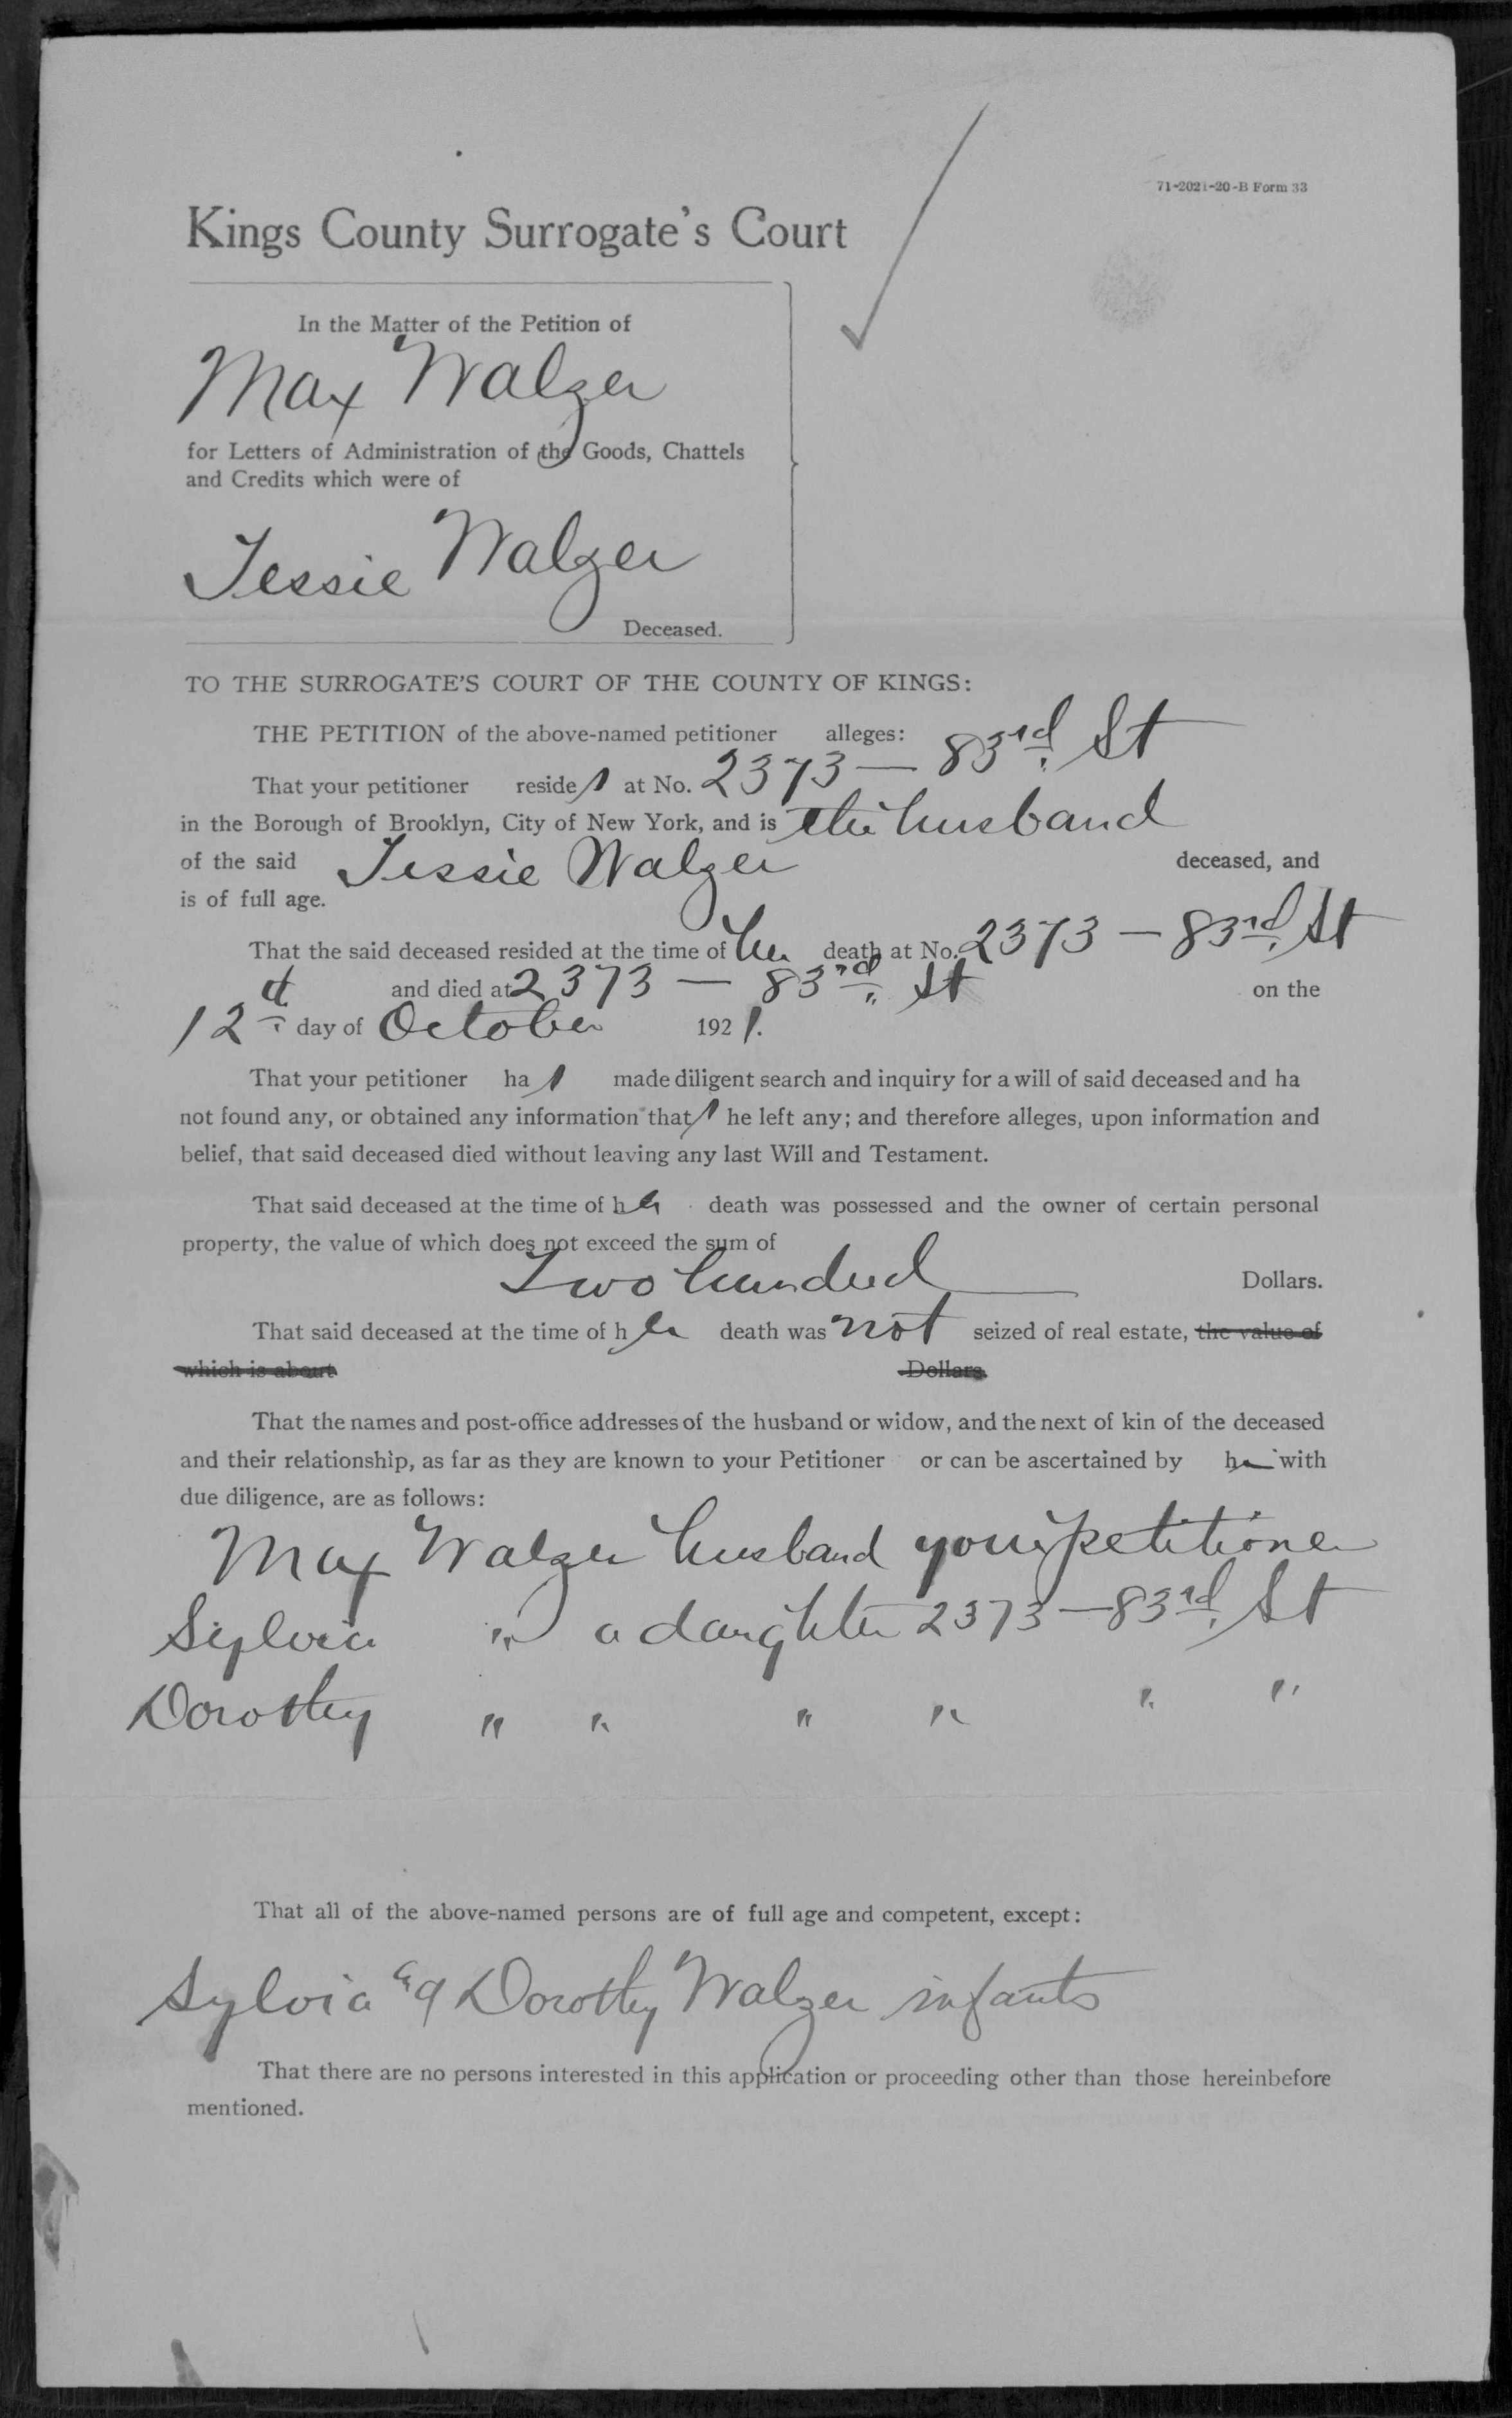 71-2021-20-B Form 33
Kings County Surrogate's Court
In the Matter of the Petition of
Max Walzer
for Letters of Administration of the Goods, Chattels
and Credits which were of
Jessie Walzer
Deceased.
TO THE SURROGATE'S COURT OF THE COUNTY OF KINGS:
THE PETITION of the above-named petitioner alleges:
That your petitioner resides at No. 2373 — 83rd St
in the Borough of Brooklyn, City of New York, and is the husband
of the said Jessie Walzer deceased, and
is of full age.
That the said deceased resided at the time of her death at No. 2373 — 83rd St
and died at 2373 — 83rd St on the
12th day of October 1921.
That your petitioner has made diligent search and inquiry for a will of said deceased and ha
not found any, or obtained any information that she left any; and therefore alleges, upon information and
belief, that said deceased died without leaving any last Will and Testament.
That said deceased at the time of her death was possessed and the owner of certain personal
property, the value of which does not exceed the sum of
Two hundred Dollars.
That said deceased at the time of her death was not seized of real estate, the value of
which is about Dollars
That the names and post-office addresses of the husband or widow, and the next of kin of the deceased
and their relationship, as far as they are known to your Petitioner or can be ascertained by h with
due diligence, are as follows:
Max Walzer husband your petitioner
Sylvia " a daughter 2373 — 83rd St
Dorothy " " " " " "
That all of the above-named persons are of full age and competent, except:
Sylvia & Dorothy Walzer infants
That there are no persons interested in this application or proceeding other than those hereinbefore
mentioned.